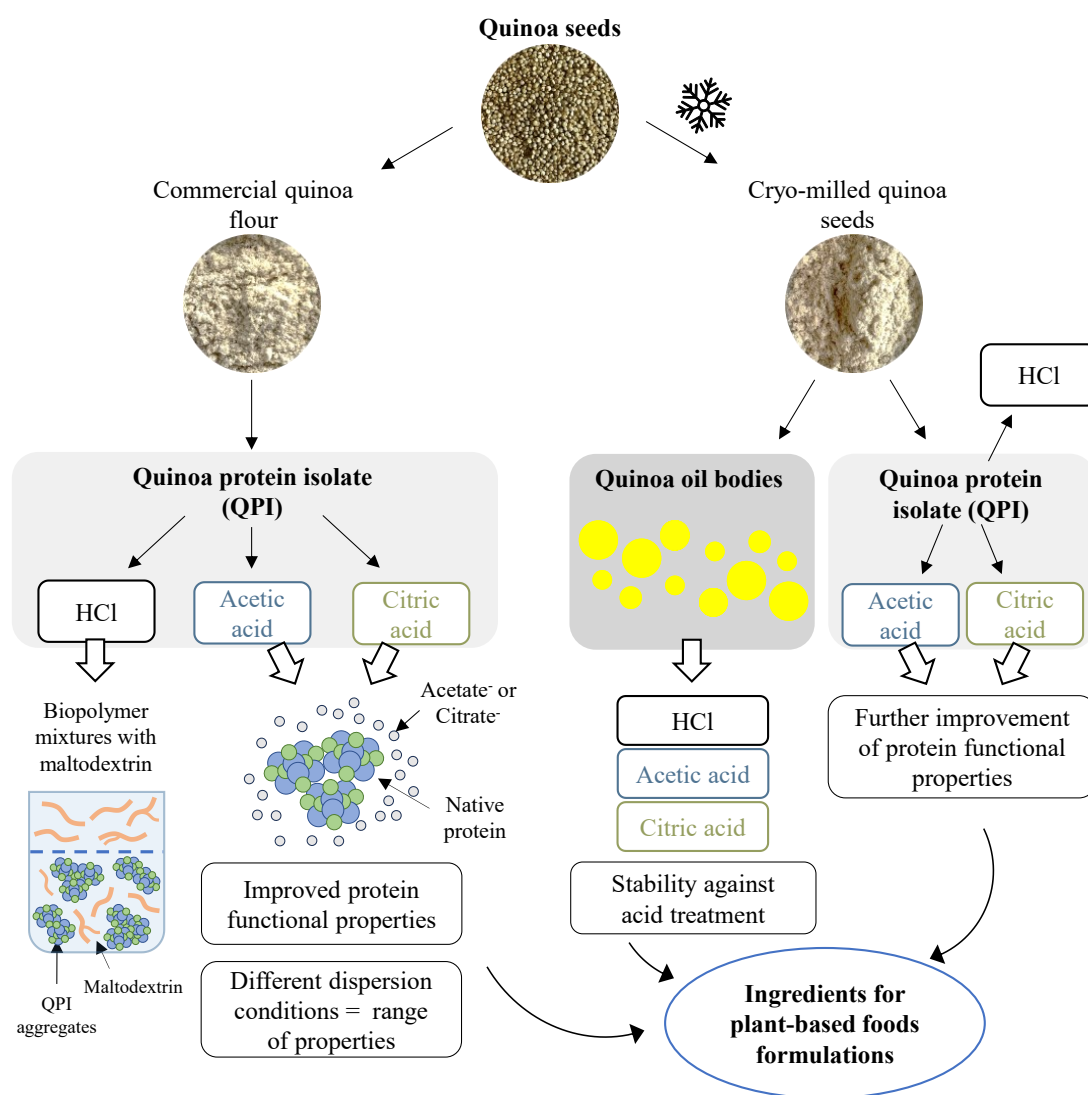 Quinoa seeds
Commercial quinoa
flour
Cryo-milled quinoa
seeds
HCl
Quinoa protein isolate
(QPI)
HCl
Acetic
acid
Citric
acid
Quinoa oil bodies
Quinoa protein
isolate (QPI)
Acetic
acid
Citric
acid
Biopolymer
mixtures with
maltodextrin
Acetate⁻ or
Citrate⁻
Native
protein
QPI
aggregates
Maltodextrin
Improved protein
functional properties
Different dispersion
conditions = range
of properties
HCl
Acetic acid
Citric acid
Stability against
acid treatment
Further improvement
of protein functional
properties
Ingredients for
plant-based foods
formulations